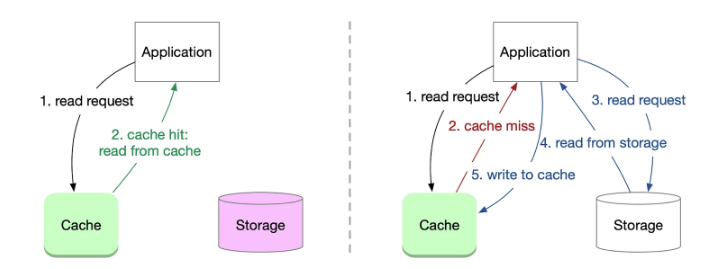 Application
1. read request
2. cache hit:
read from cache
Cache
Storage
Application
1. read request
2. cache miss
3. read request
4. read from storage
5. write to cache
Cache
Storage